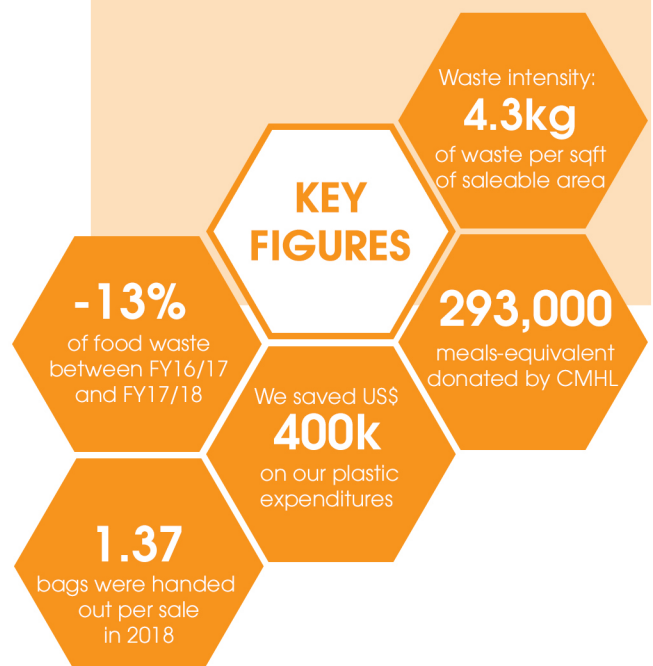 Waste intensity:
4.3kg
of waste per sqft
of saleable area
KEY
FIGURES
-13%
of food waste
between FY16/17
and FY17/18
293,000
meals-equivalent
donated by CMHL
We saved US$
400k
on our plastic
expenditures
1.37
bags were handed
out per sale
in 2018